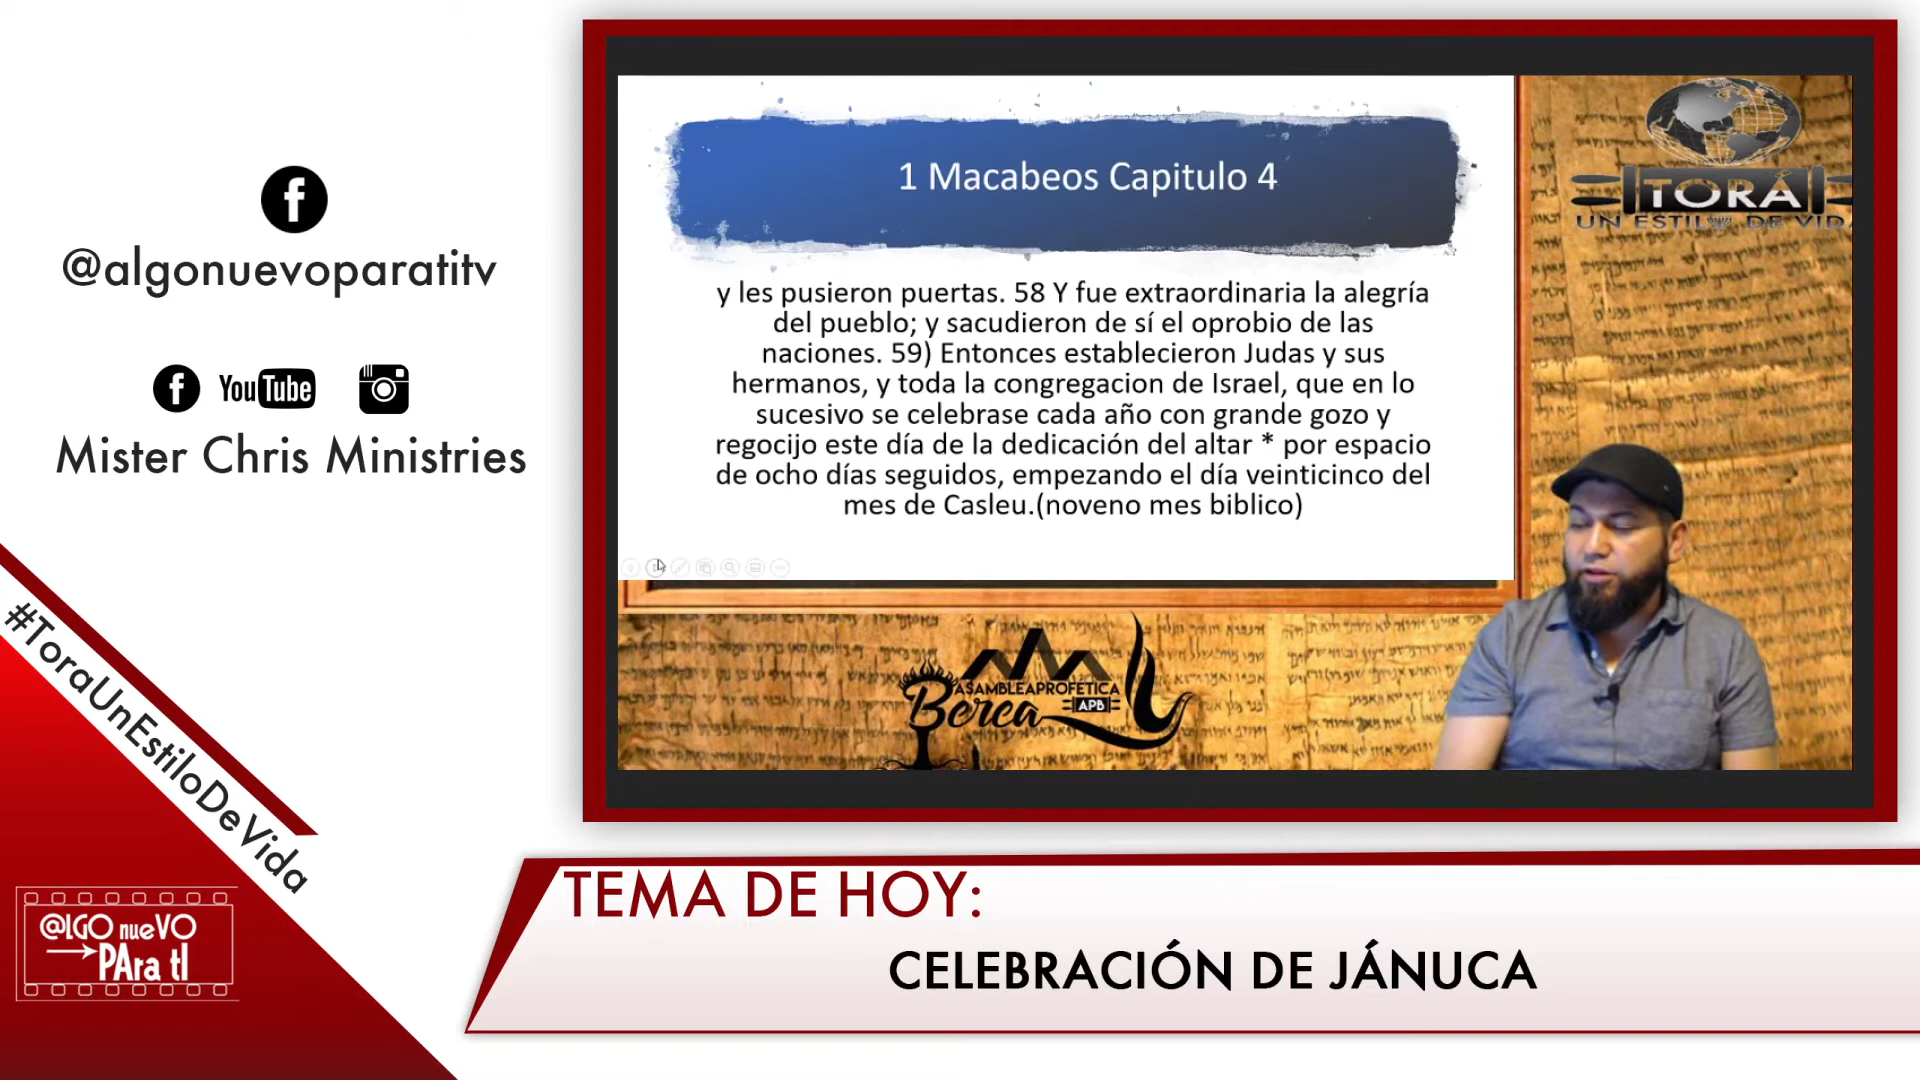 @algonuevoparatitv
You Tube
Mister Chris Ministries
#ToraUnEstiloDeVida
@LGO nueVO
PAra tI
1 Macabeos Capitulo 4
y les pusieron puertas. 58 Y fue extraordinaria la alegría
del pueblo; y sacudieron de sí el oprobio de las
naciones. 59) Entonces establecieron Judas y sus
hermanos, y toda la congregacion de Israel, que en lo
sucesivo se celebrase cada año con grande gozo y
regocijo este día de la dedicación del altar * por espacio
de ocho días seguidos, empezando el día veinticinco del
mes de Casleu.(noveno mes biblico)
TORÁ
UN ESTILO DE VIDA
ASAMBLEAPROFÉTICA
Berea
APB
TEMA DE HOY:
CELEBRACIÓN DE JÁNUCA